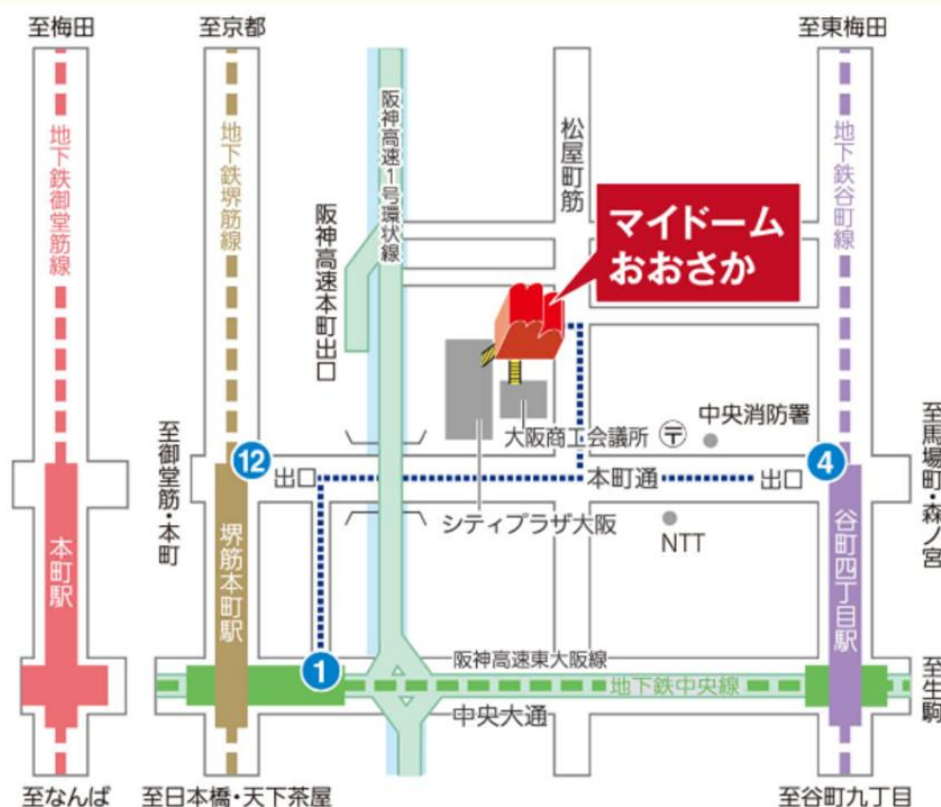 至梅田
至京都
至東梅田
地下鉄御堂筋線
地下鉄堺筋線
阪神高速1号環状線
松屋町筋
地下鉄谷町線
阪神高速本町出口
マイドーム
おおさか
大阪商工会議所
〒
中央消防署
至御堂筋・本町
12
出口
本町通
出口
4
至馬場町・森ノ宮
シティプラザ大阪
NTT
本町駅
堺筋本町駅
谷町四丁目駅
1
阪神高速東大阪線
地下鉄中央線
中央大通
至生駒
至なんば
至日本橋・天下茶屋
至谷町九丁目